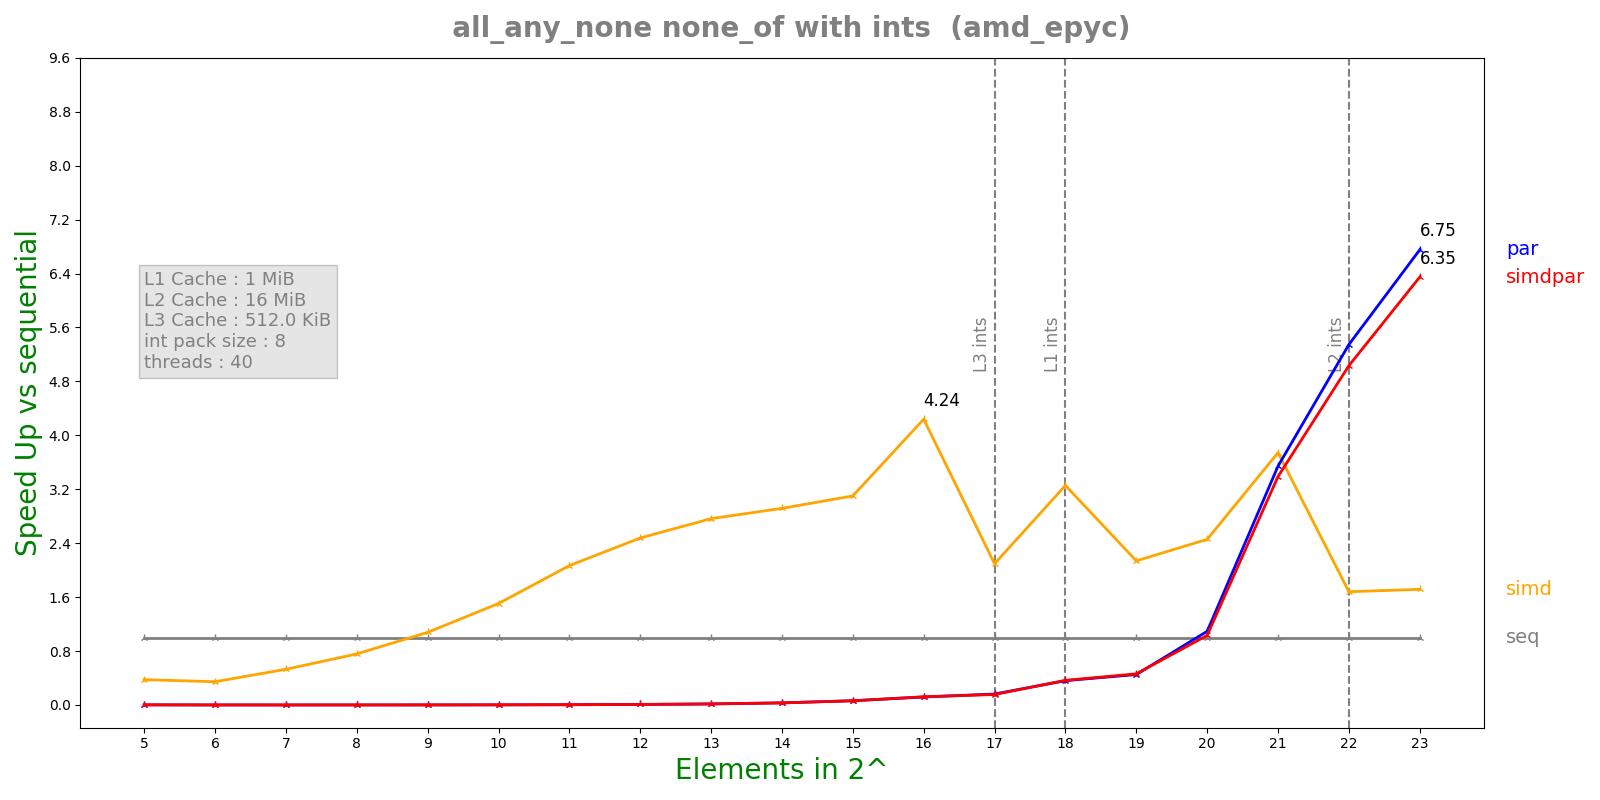 all_any_none none_of with ints (amd_epyc)
Speed Up vs sequential
9.6
8.8
8.0
7.2
6.4
5.6
4.8
4.0
3.2
2.4
1.6
0.8
0.0
L1 Cache : 1 MiB
L2 Cache : 16 MiB
L3 Cache : 512.0 KiB
int pack size : 8
threads : 40
4.24
L3 ints
L1 ints
L2 ints
6.75
6.35
par
simdpar
simd
seq
5 6 7 8 9 10 11 12 13 14 15 16 17 18 19 20 21 22 23
Elements in 2^